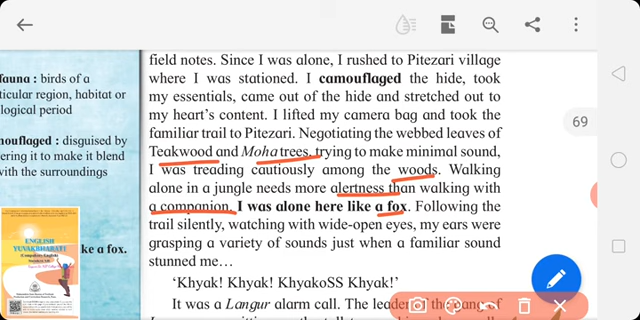 fauna : birds of a
ticular region, habitat or
logical period
nouflaged : disguised by
ering it to make it blend
with the surroundings
ENGLISH
YUVAKBHARATI
ke a fox.
field notes. Since I was alone, I rushed to Pitezari village
where I was stationed. I camouflaged the hide, took
my essentials, came out of the hide and stretched out to
my heart's content. I lifted my camera bag and took the
familiar trail to Pitezari. Negotiating the webbed leaves of
Teakwood and Moha trees, trying to make minimal sound,
I was treading cautiously among the woods. Walking
alone in a jungle needs more alertness than walking with
a companion. I was alone here like a fox. Following the
trail silently, watching with wide-open eyes, my ears were
grasping a variety of sounds just when a familiar sound
stunned me...
'Khyak! Khyak! KhyakoSS Khyak!'
It was a Langur alarm call. The leader of the gang of
69